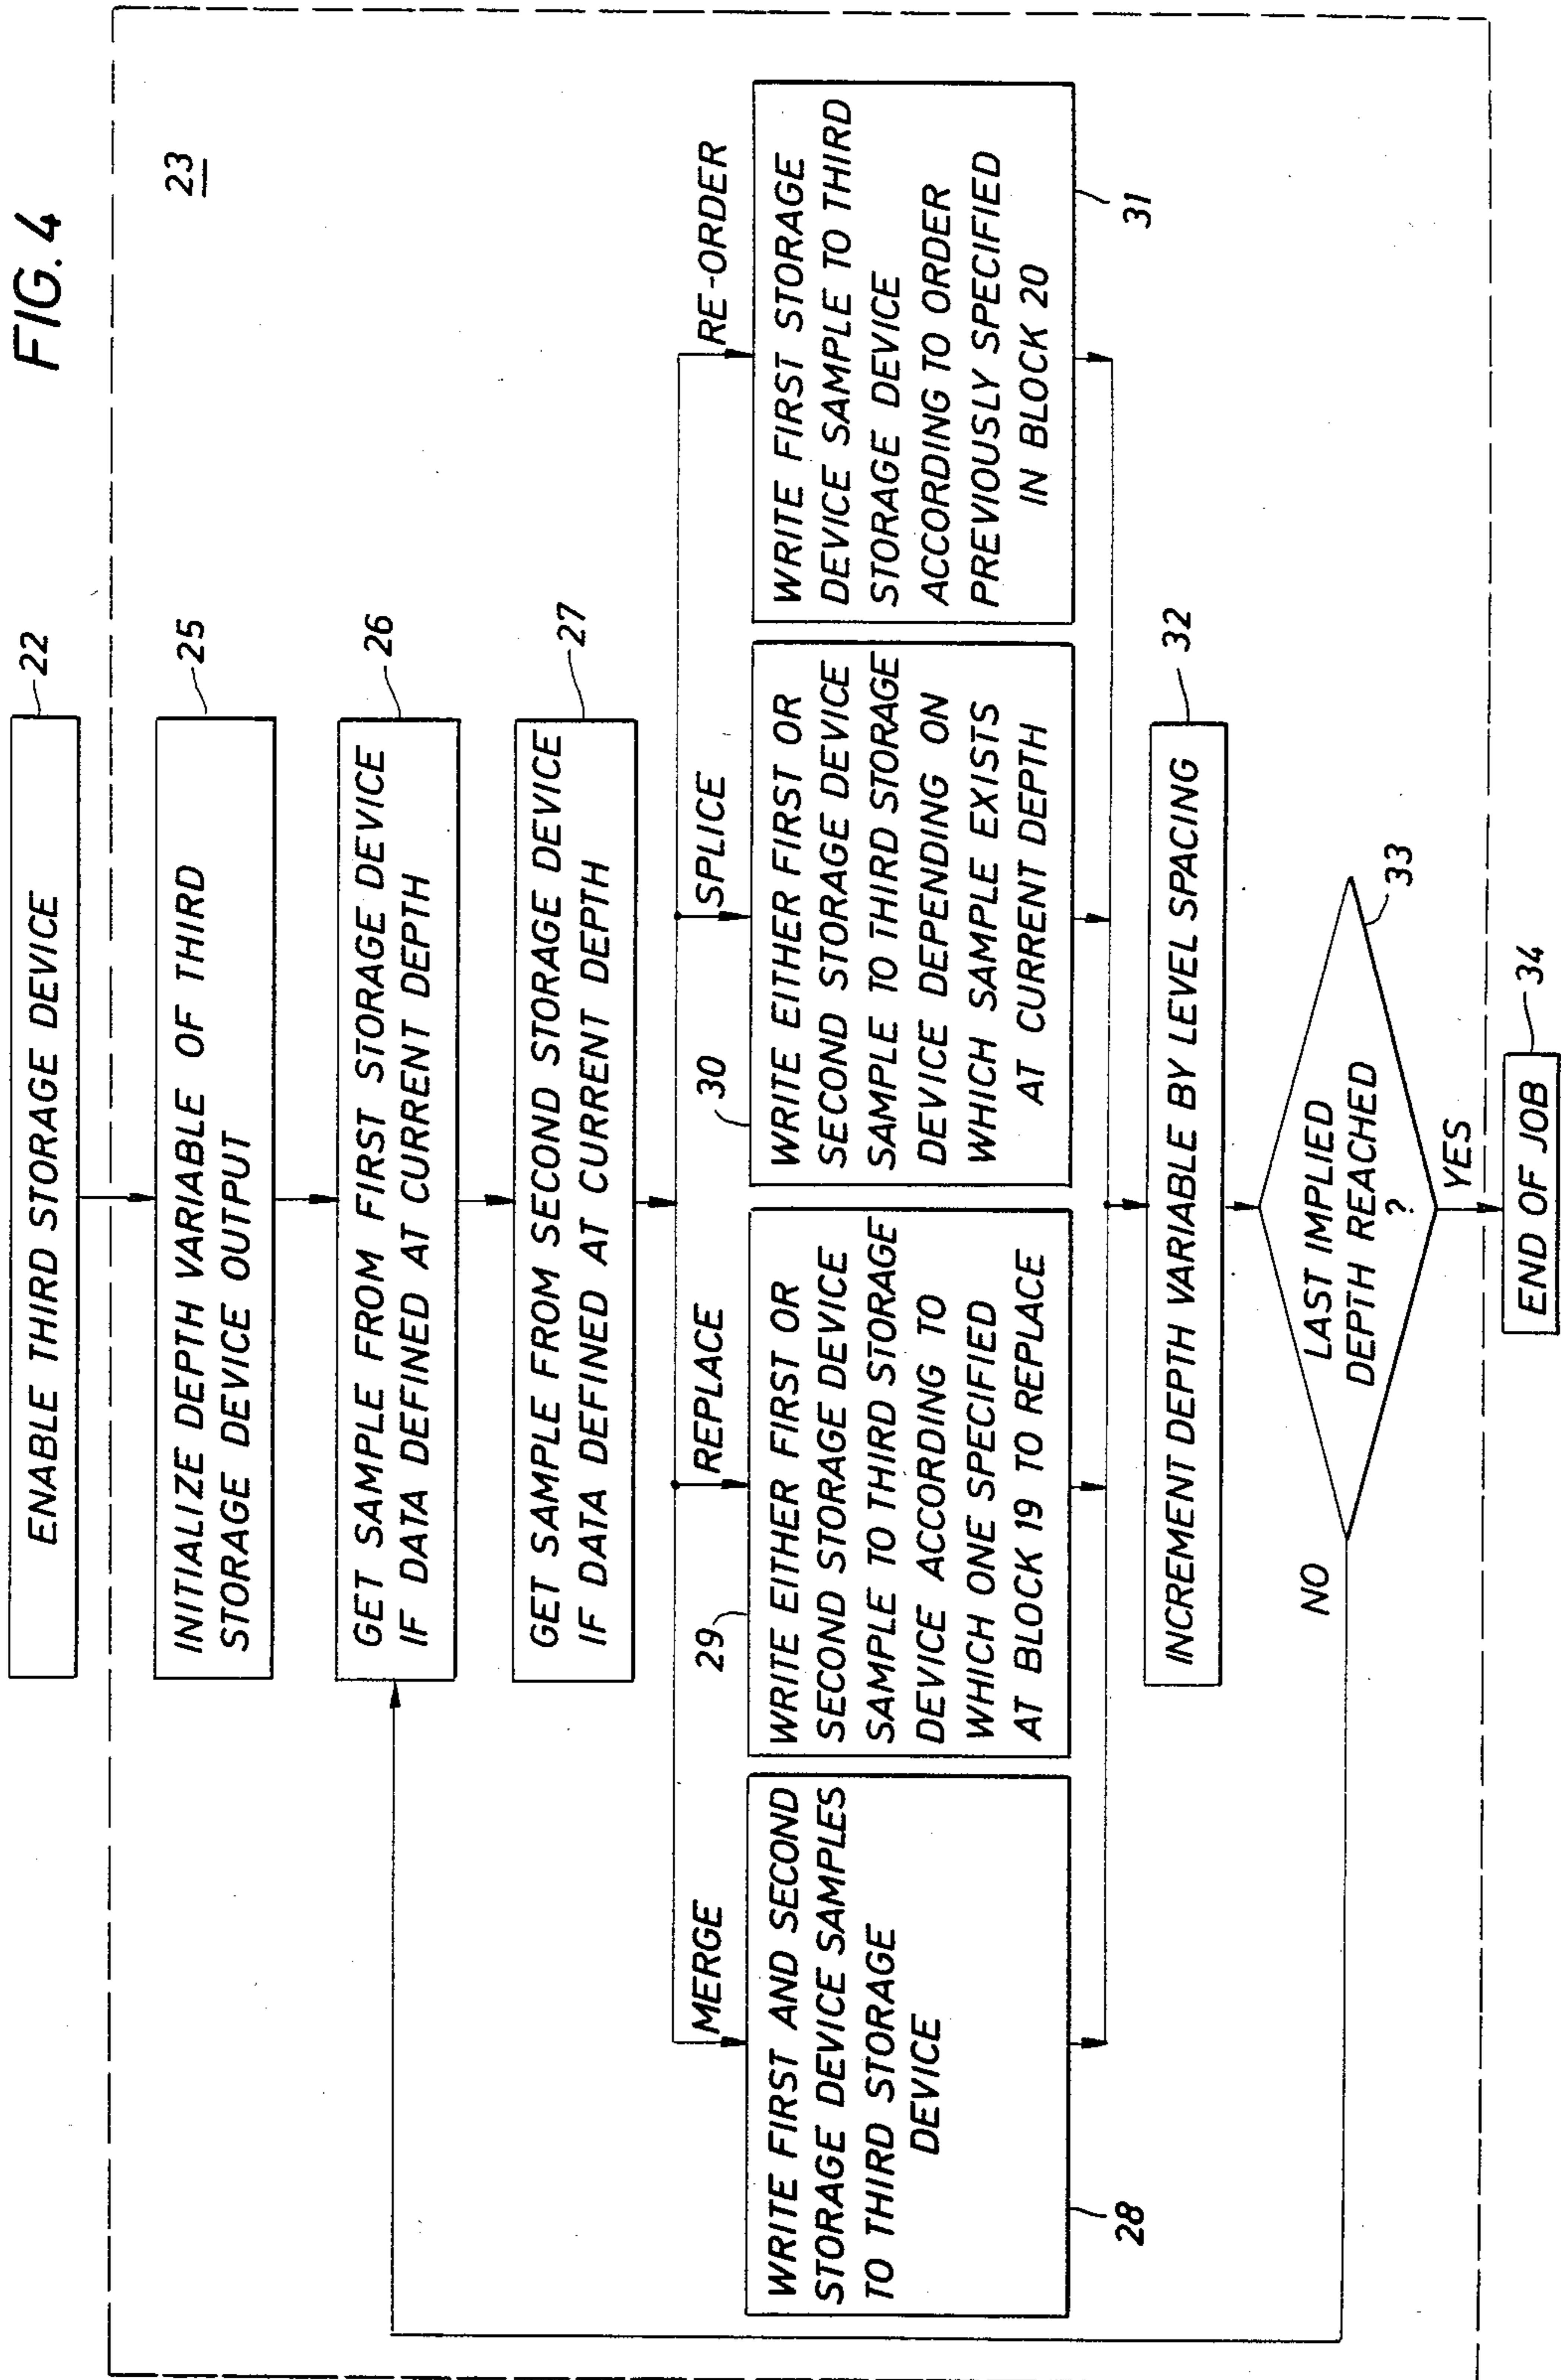 FIG. 4
ENABLE THIRD STORAGE DEVICE
22
23
INITIALIZE DEPTH VARIABLE OF THIRD
STORAGE DEVICE OUTPUT
25
GET SAMPLE FROM FIRST STORAGE DEVICE
IF DATA DEFINED AT CURRENT DEPTH
26
GET SAMPLE FROM SECOND STORAGE DEVICE
IF DATA DEFINED AT CURRENT DEPTH
27
MERGE
WRITE FIRST AND SECOND
STORAGE DEVICE SAMPLES
TO THIRD STORAGE
DEVICE
28
REPLACE
29
WRITE EITHER FIRST OR
SECOND STORAGE DEVICE
SAMPLE TO THIRD STORAGE
DEVICE ACCORDING TO
WHICH ONE SPECIFIED
AT BLOCK 19 TO REPLACE
SPLICE
30
WRITE EITHER FIRST OR
SECOND STORAGE DEVICE
SAMPLE TO THIRD STORAGE
DEVICE DEPENDING ON
WHICH SAMPLE EXISTS
AT CURRENT DEPTH
RE-ORDER
WRITE FIRST STORAGE
DEVICE SAMPLE TO THIRD
STORAGE DEVICE
ACCORDING TO ORDER
PREVIOUSLY SPECIFIED
IN BLOCK 20
31
INCREMENT DEPTH VARIABLE BY LEVEL SPACING
32
LAST IMPLIED
DEPTH REACHED
?
33
NO
YES
END OF JOB
34